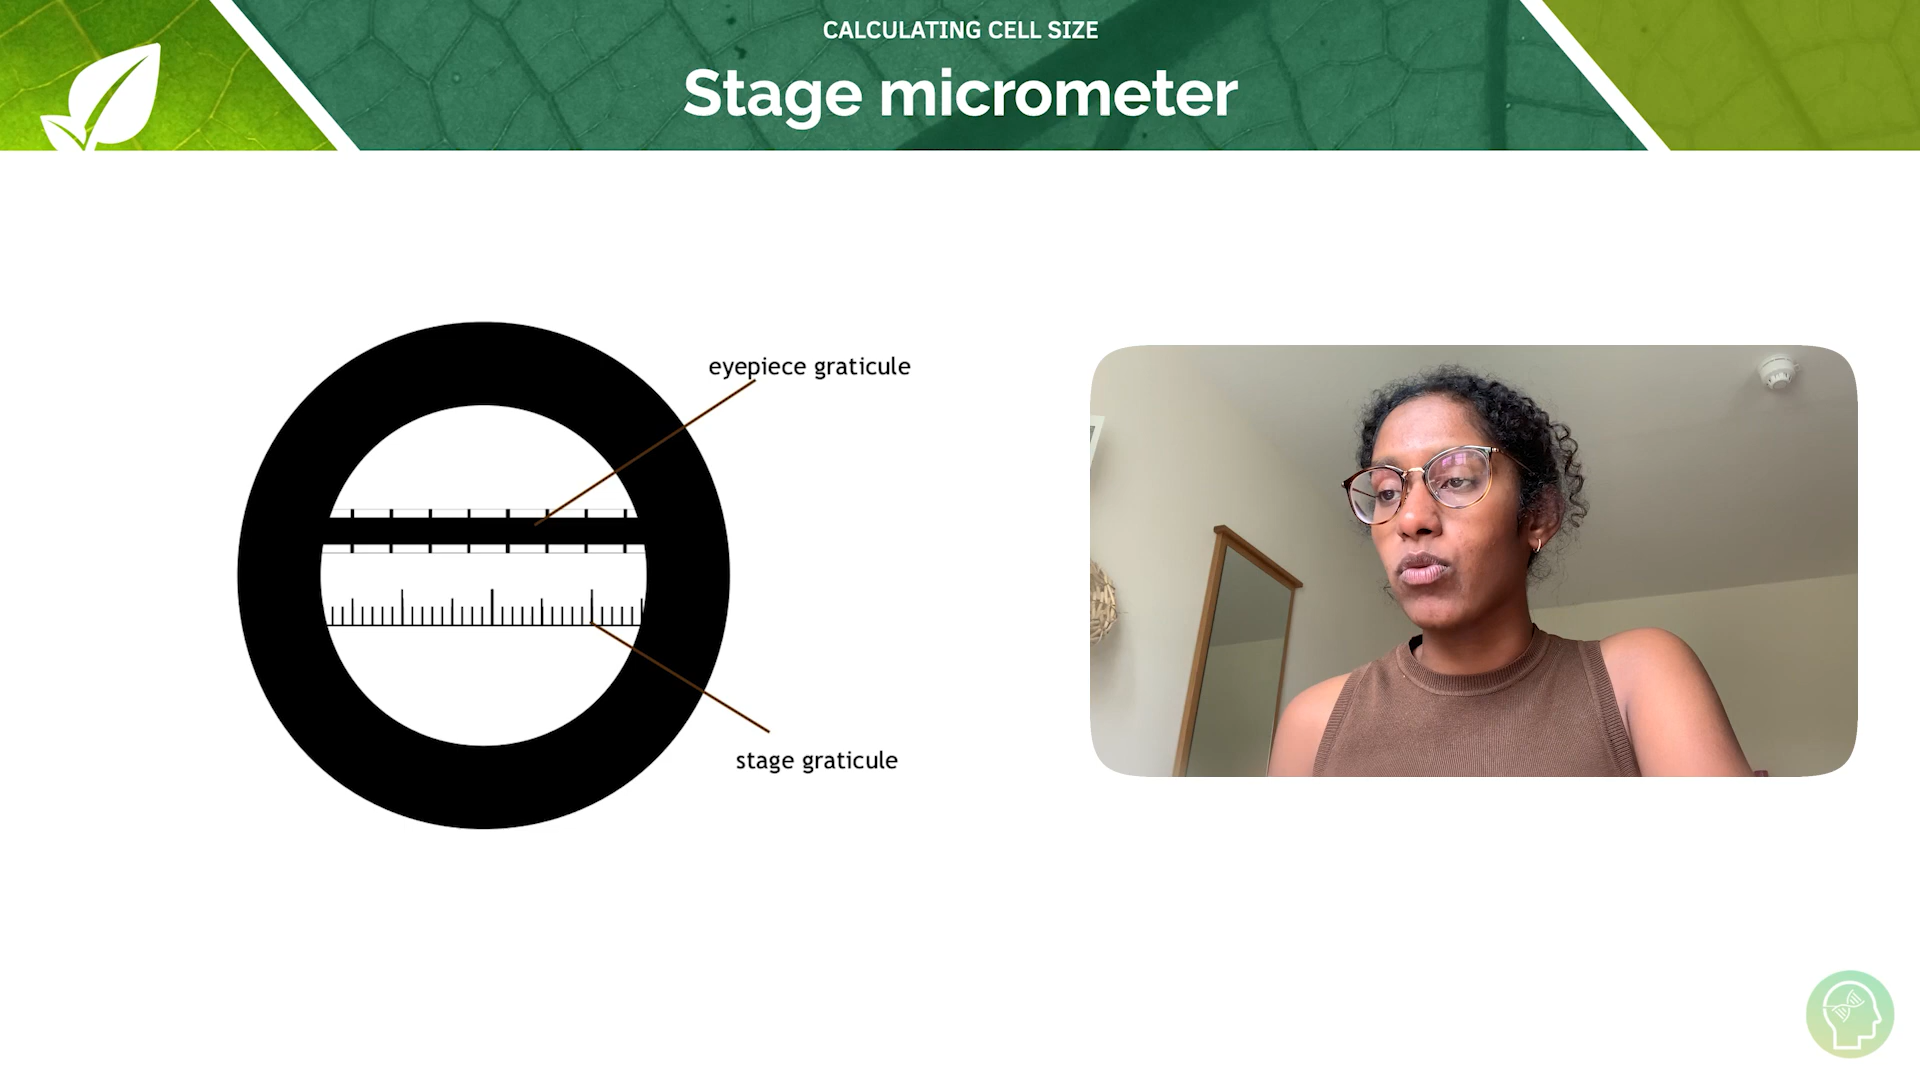 CALCULATING CELL SIZE
Stage micrometer
eyepiece graticule
stage graticule